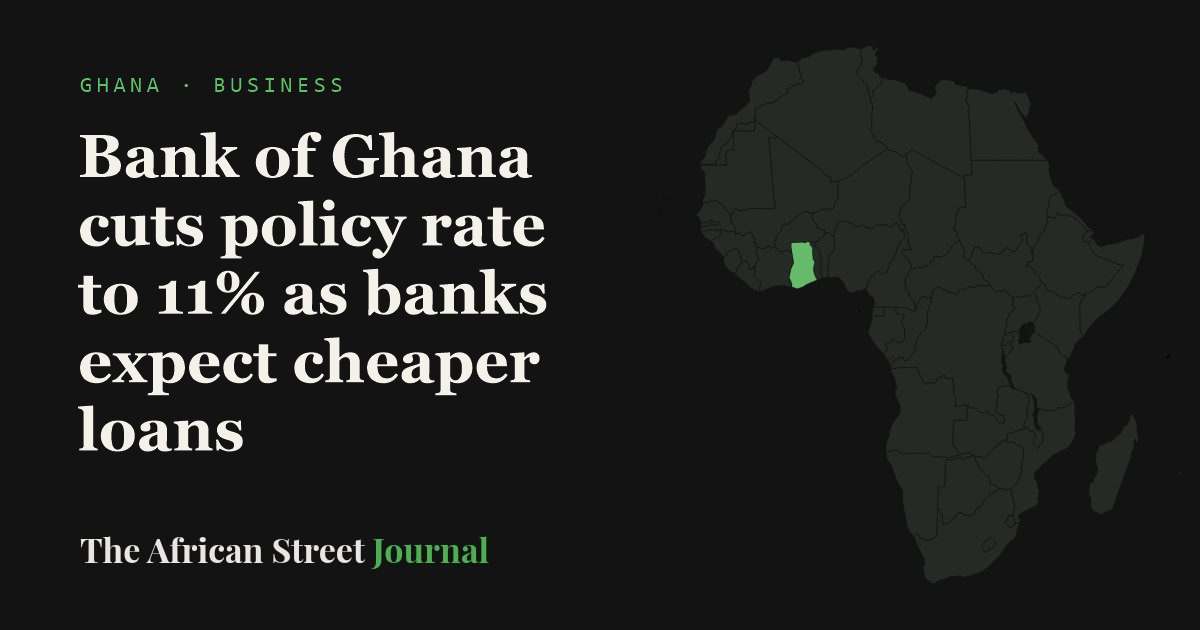 GHANA · BUSINESS
Bank of Ghana
cuts policy rate
to 11% as banks
expect cheaper
loans
The African Street Journal